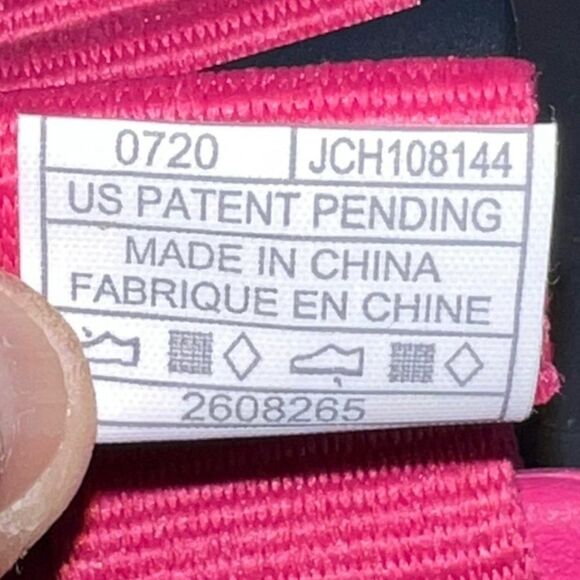 0720 JCH108144
US PATENT PENDING
MADE IN CHINA
FABRIQUE EN CHINE
2608265